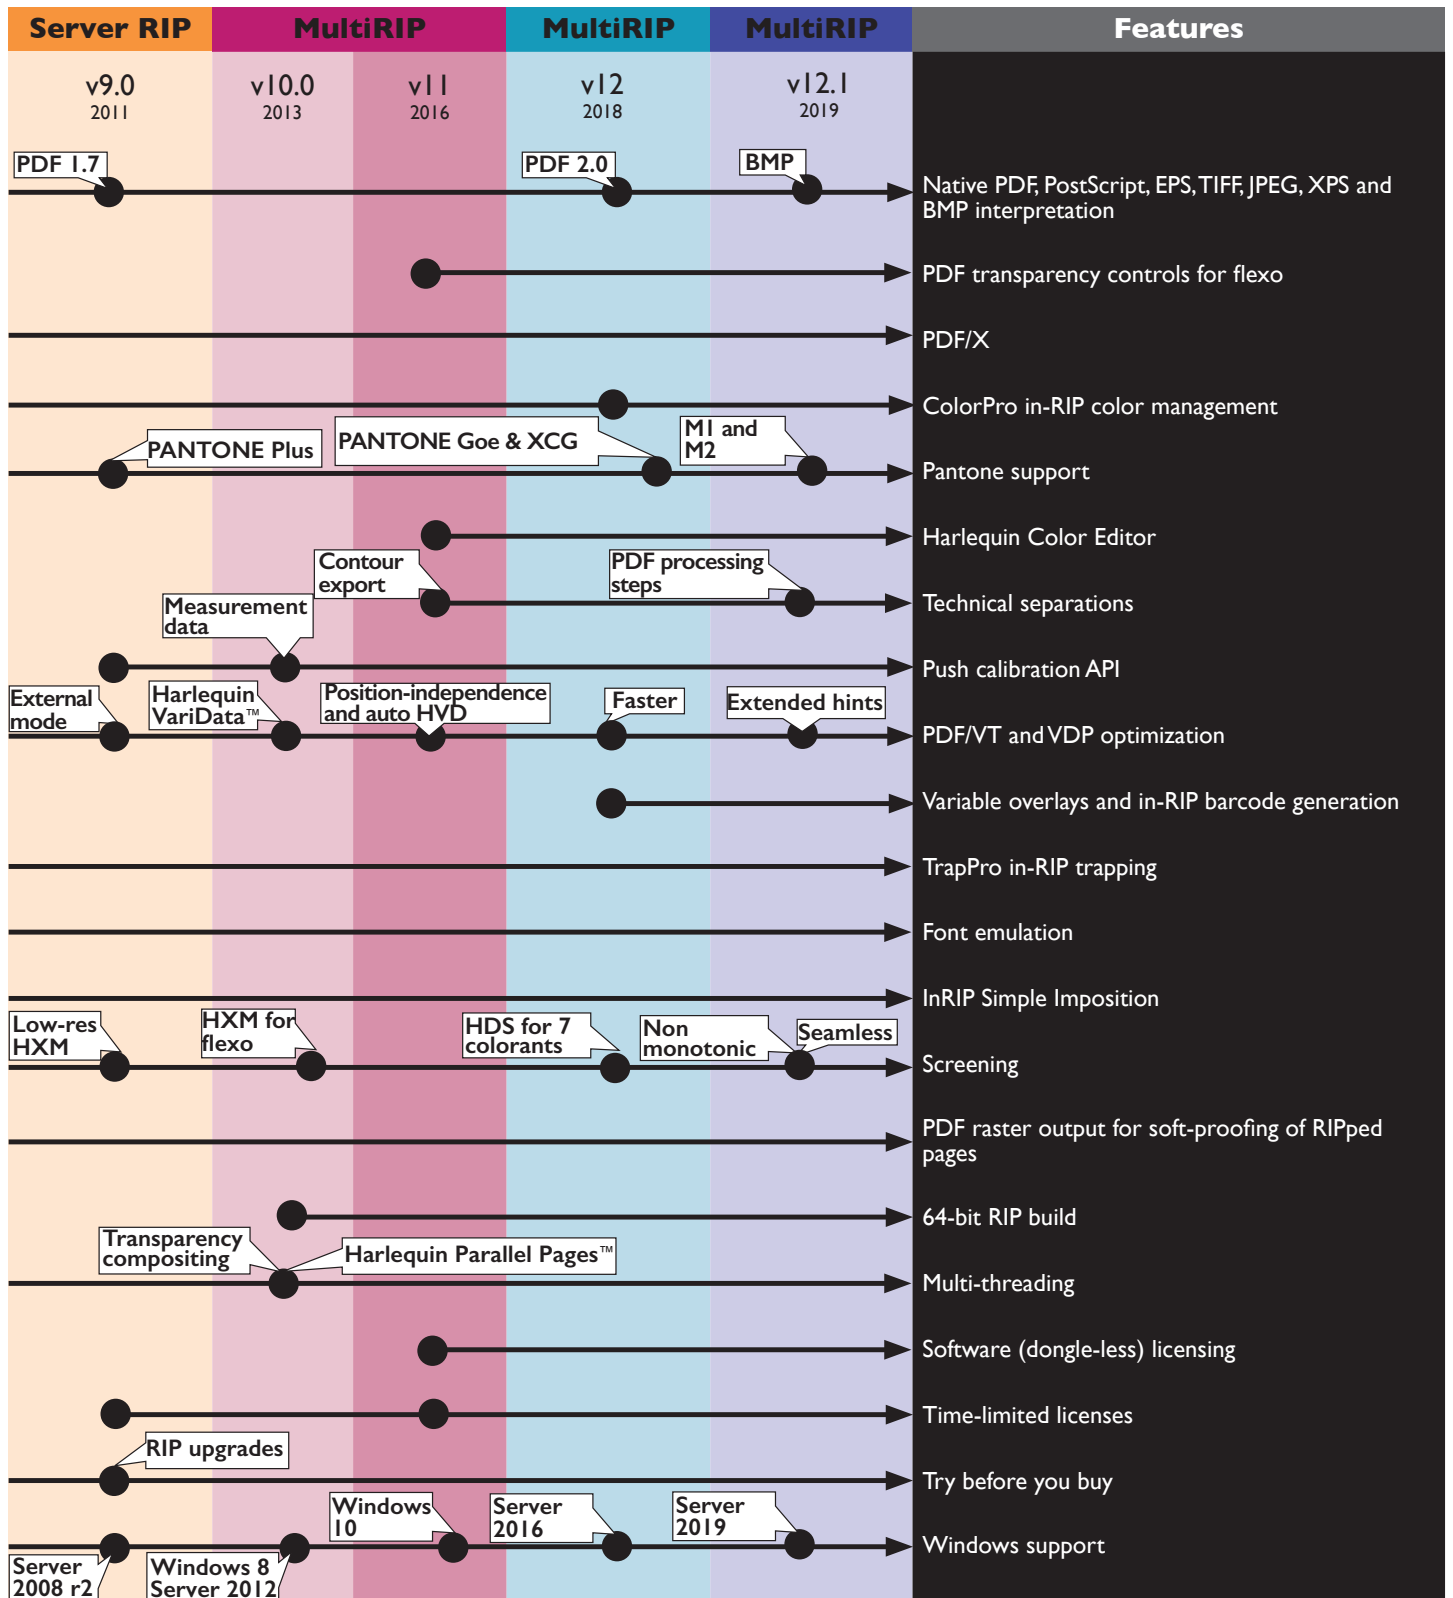 Server RIP
MultiRIP
MultiRIP
MultiRIP
Features
v9.0
2011
v10.0
2013
v11
2016
v12
2018
v12.1
2019
PDF 1.7
PDF 2.0
BMP
Native PDF, PostScript, EPS, TIFF, JPEG, XPS and
BMP interpretation
PDF transparency controls for flexo
PDF/X
ColorPro in-RIP color management
PANTONE Plus
PANTONE Goe & XCG
M1 and
M2
Pantone support
Harlequin Color Editor
Contour
export
PDF processing
steps
Technical separations
Measurement
data
Push calibration API
External
mode
Harlequin
VariData™
Position-independence
and auto HVD
Faster
Extended hints
PDF/VT and VDP optimization
Variable overlays and in-RIP barcode generation
TrapPro in-RIP trapping
Font emulation
InRIP Simple Imposition
Low-res
HXM
HXM for
flexo
HDS for 7
colorants
Non
monotonic
Seamless
Screening
PDF raster output for soft-proofing of RIPped
pages
64-bit RIP build
Transparency
compositing
Harlequin Parallel Pages™
Multi-threading
Software (dongle-less) licensing
Time-limited licenses
RIP upgrades
Try before you buy
Windows
10
Server
2016
Server
2019
Windows support
Server
2008 r2
Windows 8
Server 2012